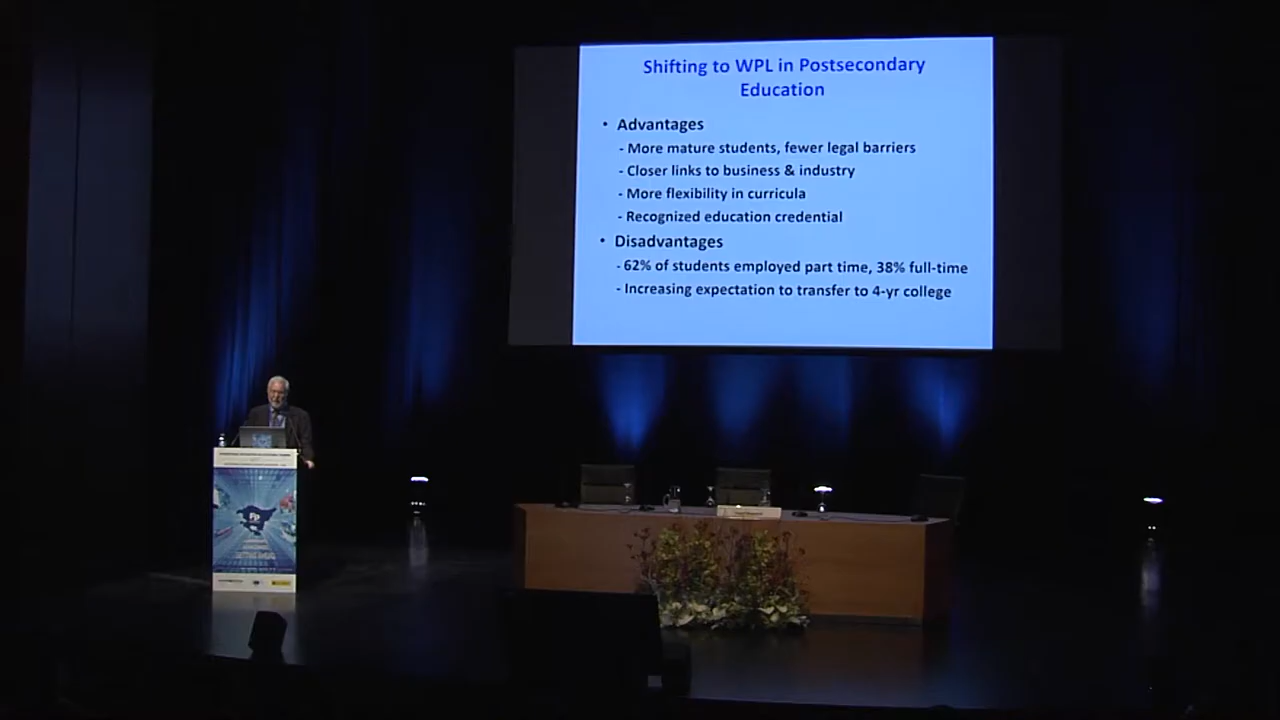 Shifting to WPL in Postsecondary
Education
• Advantages
- More mature students, fewer legal barriers
- Closer links to business & industry
- More flexibility in curricula
- Recognized education credential
• Disadvantages
- 62% of students employed part time, 38% full-time
- Increasing expectation to transfer to 4-yr college